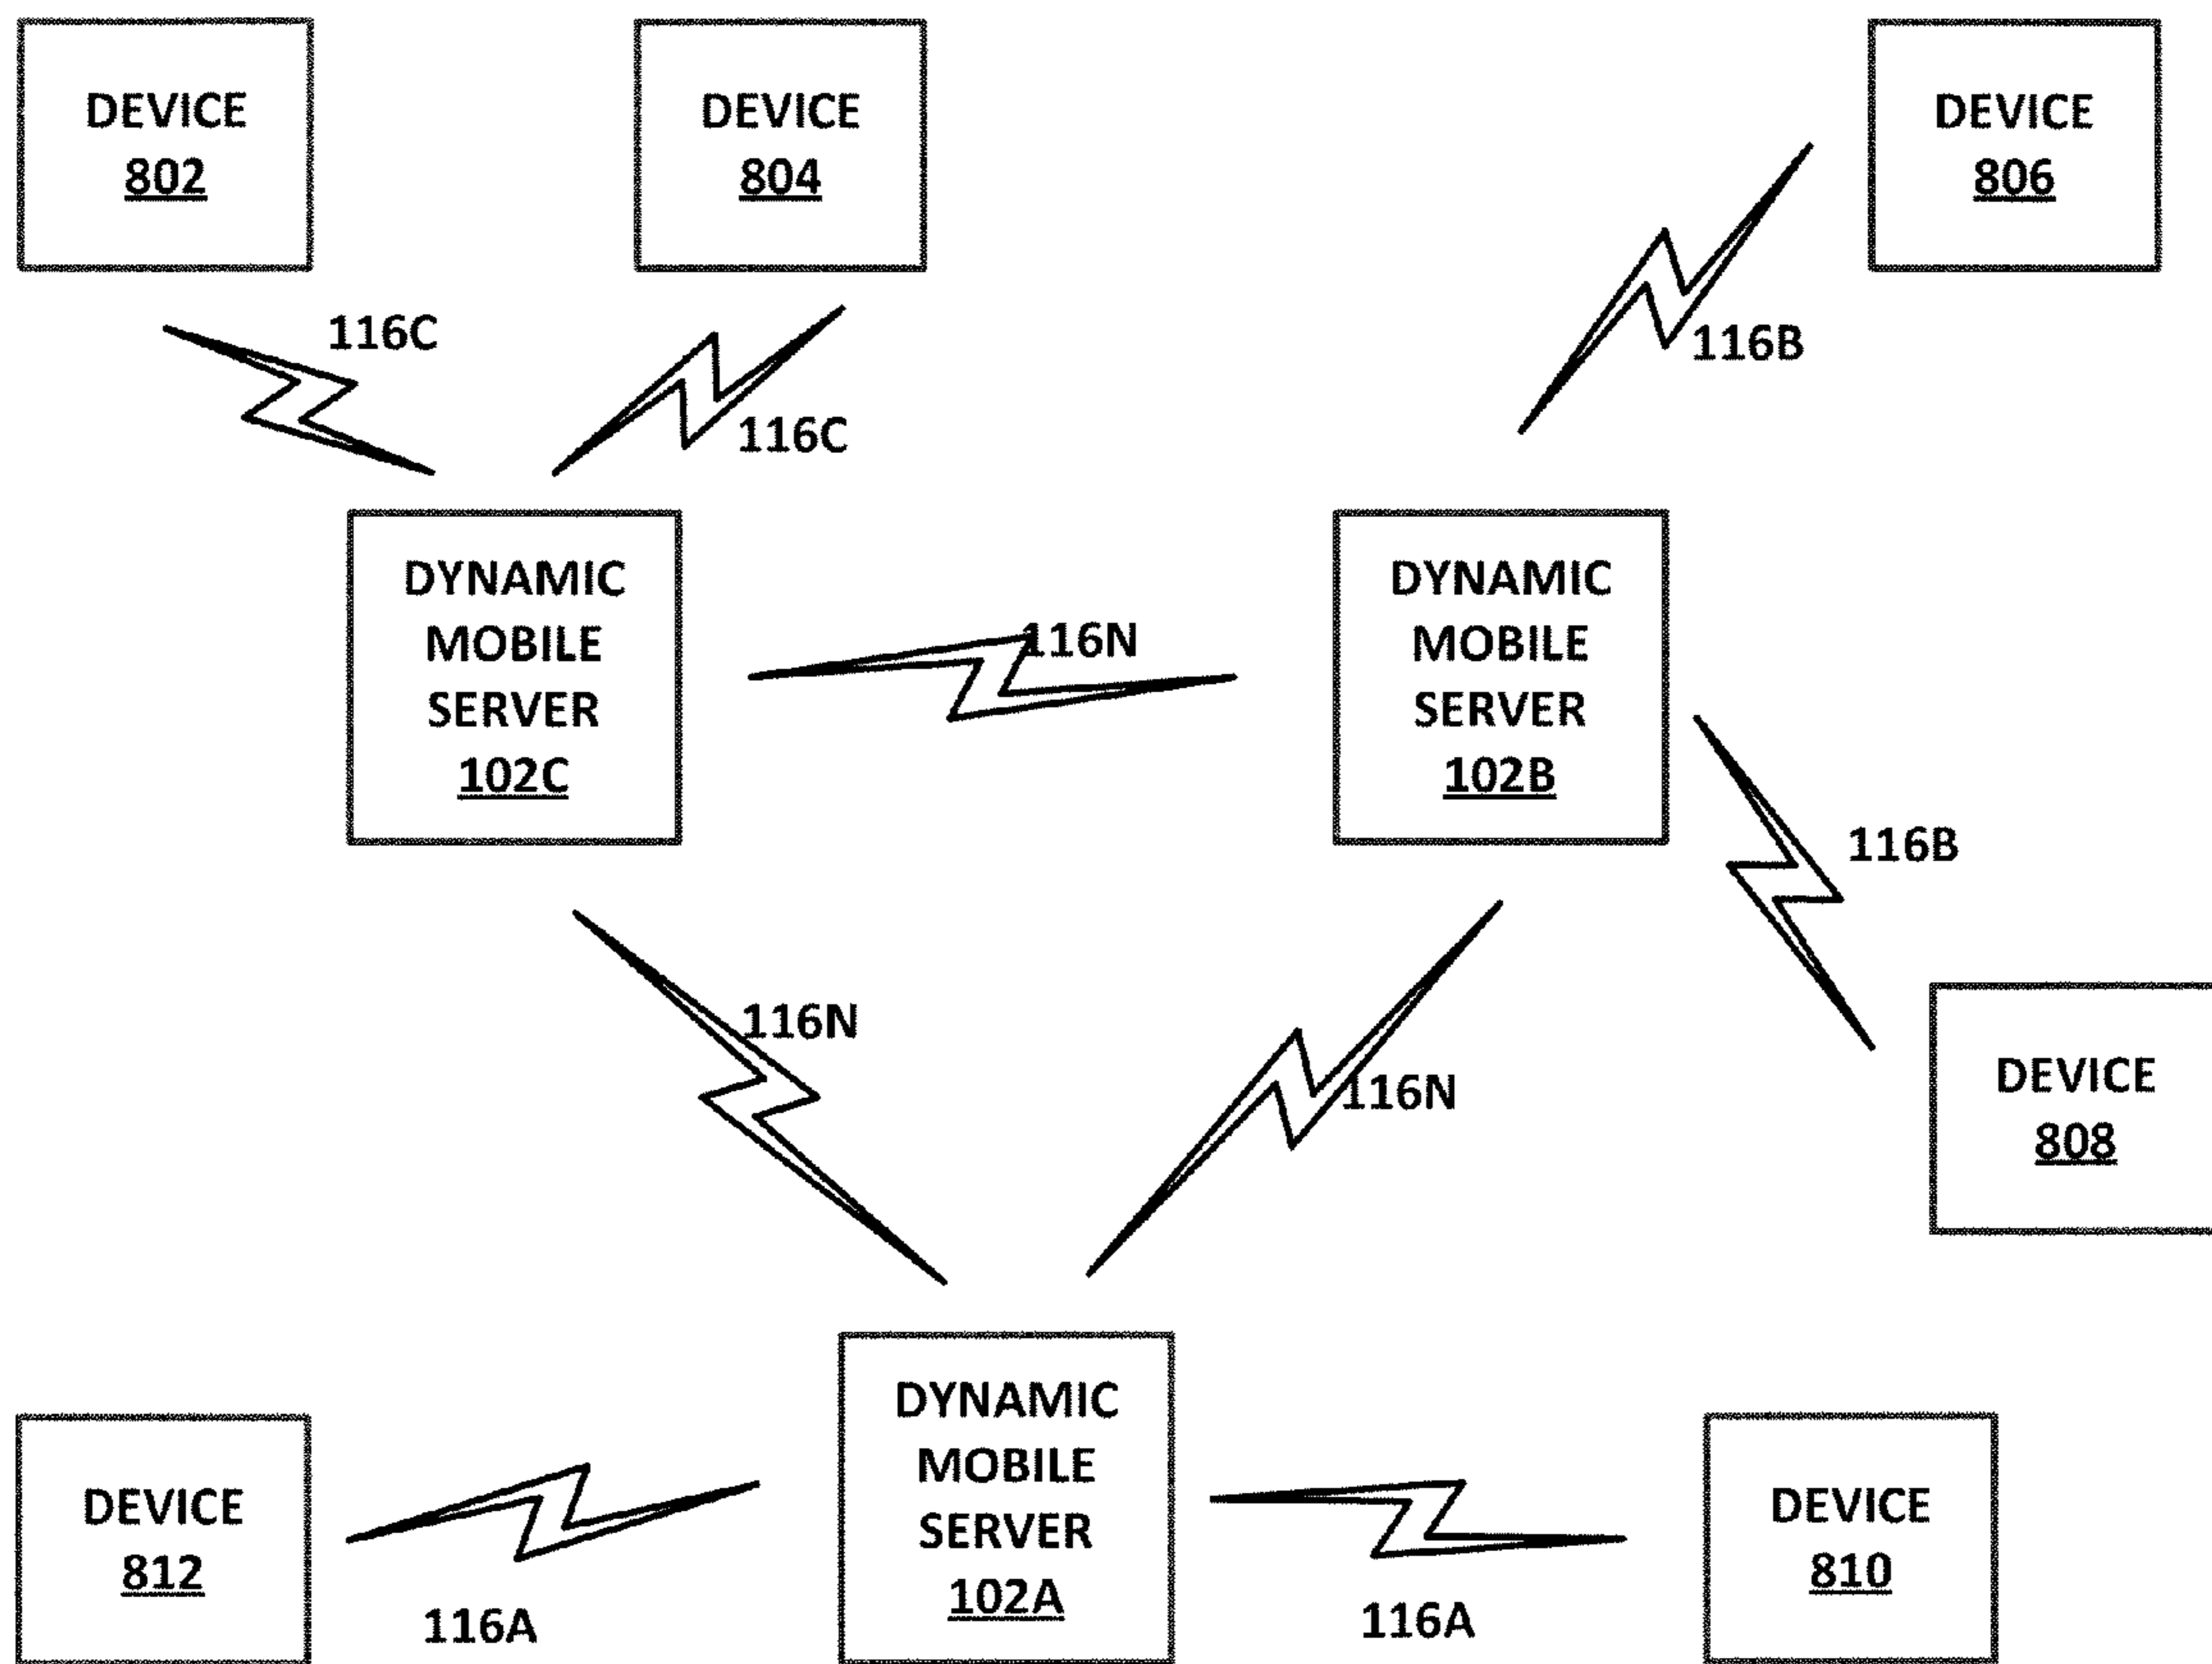 DEVICE
802
DEVICE
804
DEVICE
806
116C
116C
116B
DYNAMIC
MOBILE
SERVER
102C
116N
DYNAMIC
MOBILE
SERVER
102B
116B
116N
116N
DEVICE
808
DEVICE
812
116A
DYNAMIC
MOBILE
SERVER
102A
116A
DEVICE
810